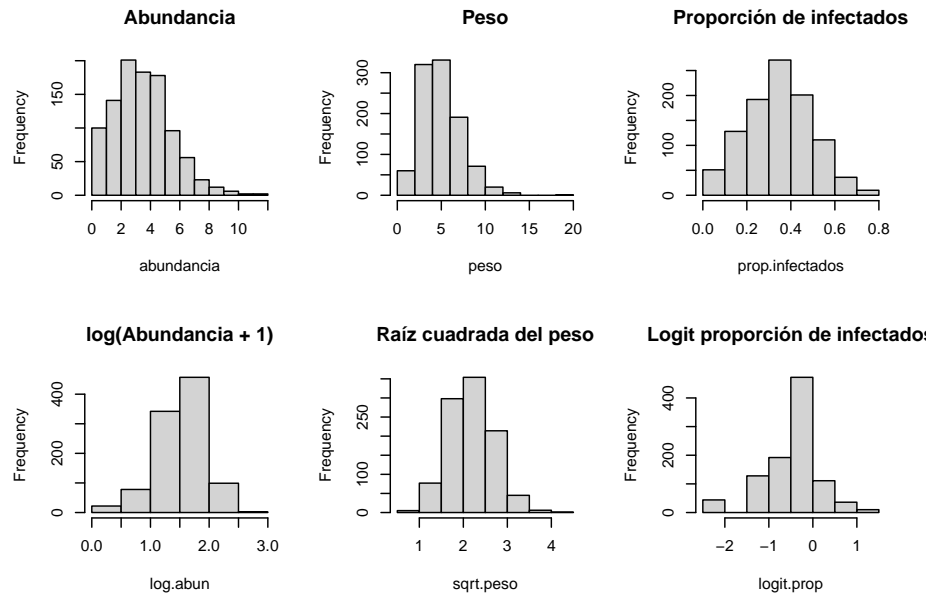 Abundancia
Frequency
0 50 150
0 2 4 6 8 10
abundancia
Peso
Frequency
0 100 200 300
0 5 10 15 20
peso
Proporción de infectados
Frequency
0 100 200
0.0 0.2 0.4 0.6 0.8
prop.infectados
log(Abundancia + 1)
Frequency
0 200 400
0.0 1.0 2.0 3.0
log.abun
Raíz cuadrada del peso
Frequency
0 100 250
1 2 3 4
sqrt.peso
Logit proporción de infectados
Frequency
0 200 400
−2 −1 0 1
logit.prop